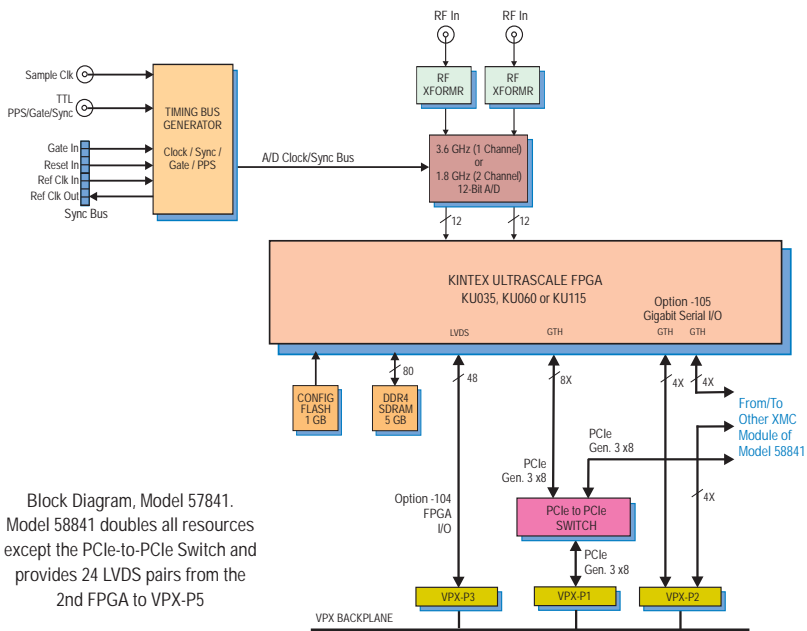 RF In
RF In
Sample Clk
TTL
PPS/Gate/Sync
Gate In
Reset In
Ref Clk In
Ref Clk Out
Sync Bus
TIMING BUS
GENERATOR
Clock / Sync /
Gate / PPS
A/D Clock/Sync Bus
RF
XFORMR
RF
XFORMR
3.6 GHz (1 Channel)
or
1.8 GHz (2 Channel)
12-Bit A/D
12
12
KINTEX ULTRASCALE FPGA
KU035, KU060 or KU115
Option -105
Gigabit Serial I/O
LVDS
GTH
GTH
GTH
80
48
8X
4X
4X
CONFIG
FLASH
1 GB
DDR4
SDRAM
5 GB
From/To
Other XMC
Module of
Model 58841
PCIe
Gen. 3 x8
PCIe
Gen. 3 x8
4X
Option -104
FPGA
I/O
PCIe to PCIe
SWITCH
PCIe
Gen. 3 x8
Block Diagram, Model 57841.
Model 58841 doubles all resources
except the PCIe-to-PCIe Switch and
provides 24 LVDS pairs from the
2nd FPGA to VPX-P5
VPX-P3
VPX-P1
VPX-P2
VPX BACKPLANE